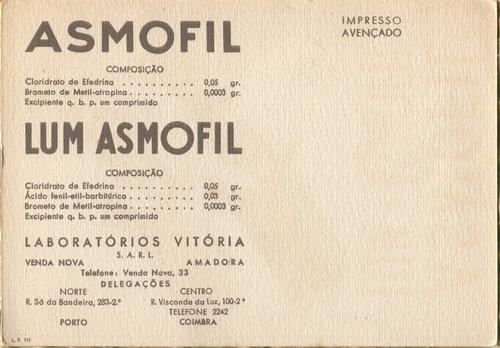 ASMOFIL
IMPRESSO
AVENÇADO
COMPOSIÇÃO
Cloridrato de Efedrina . . . . . . . . . . 0,05 gr.
Brometo de Metil-atropina . . . . . . . . . 0,0003 gr.
Excipiente q. b. p. um comprimido
LUM ASMOFIL
COMPOSIÇÃO
Cloridrato de Efedrina . . . . . . . . . . 0,05 gr.
Ácido fenil-etil-barbitúrico . . . . . . . . 0,03 gr.
Brometo de Metil-atropina . . . . . . . . . 0,0003 gr.
Excipiente q. b. p. um comprimido
LABORATÓRIOS VITÓRIA
S. A. R. L.
VENDA NOVA AMADORA
Telefone: Venda Nova, 33
DELEGAÇÕES
NORTE CENTRO
R. Sá da Bandeira, 283-2.º R. Visconde da Luz, 100-2.º
TELEFONE 2242
PORTO COIMBRA
L. P. 111